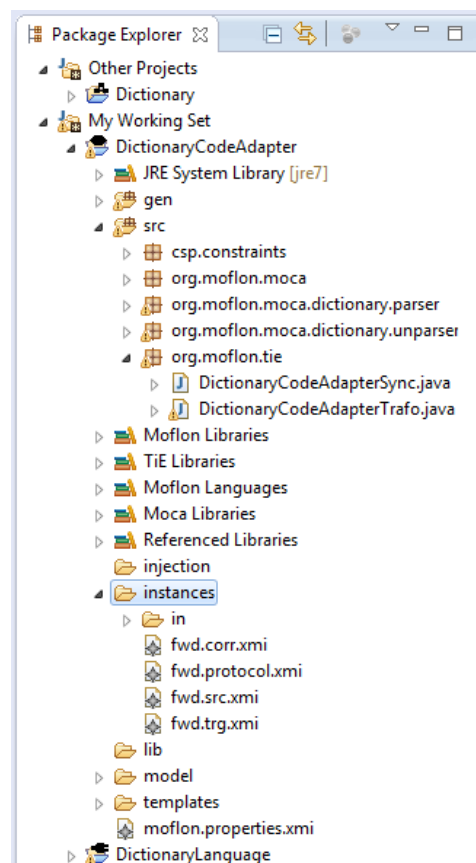 Package Explorer
Other Projects
Dictionary
My Working Set
DictionaryCodeAdapter
JRE System Library [jre7]
gen
src
csp.constraints
org.moflon.moca
org.moflon.moca.dictionary.parser
org.moflon.moca.dictionary.unparser
org.moflon.tie
DictionaryCodeAdapterSync.java
DictionaryCodeAdapterTrafo.java
Moflon Libraries
TiE Libraries
Moflon Languages
Moca Libraries
Referenced Libraries
injection
instances
in
fwd.corr.xmi
fwd.protocol.xmi
fwd.src.xmi
fwd.trg.xmi
lib
model
templates
moflon.properties.xmi
DictionaryLanguage